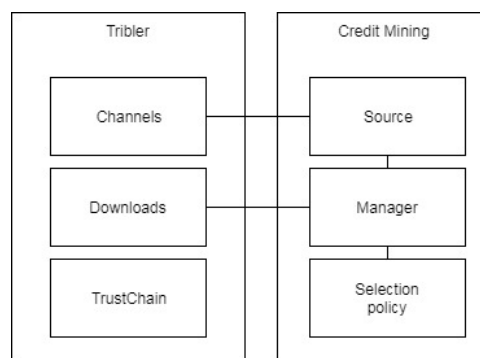 Tribler
Credit Mining
Channels
Source
Downloads
Manager
TrustChain
Selection
policy